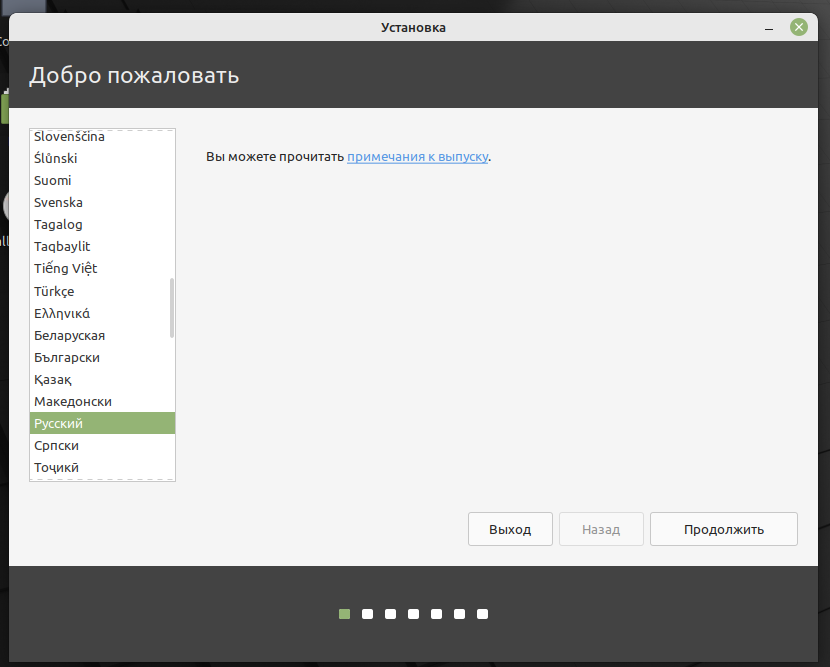 Установка
Добро пожаловать
Slovenščina
Ślůnski
Suomi
Svenska
Tagalog
Taqbaylit
Tiếng Việt
Türkçe
Ελληνικά
Беларуская
Български
Қазақ
Македонски
Русский
Српски
Тоҷикӣ
Вы можете прочитать примечания к выпуску.
Выход
Назад
Продолжить